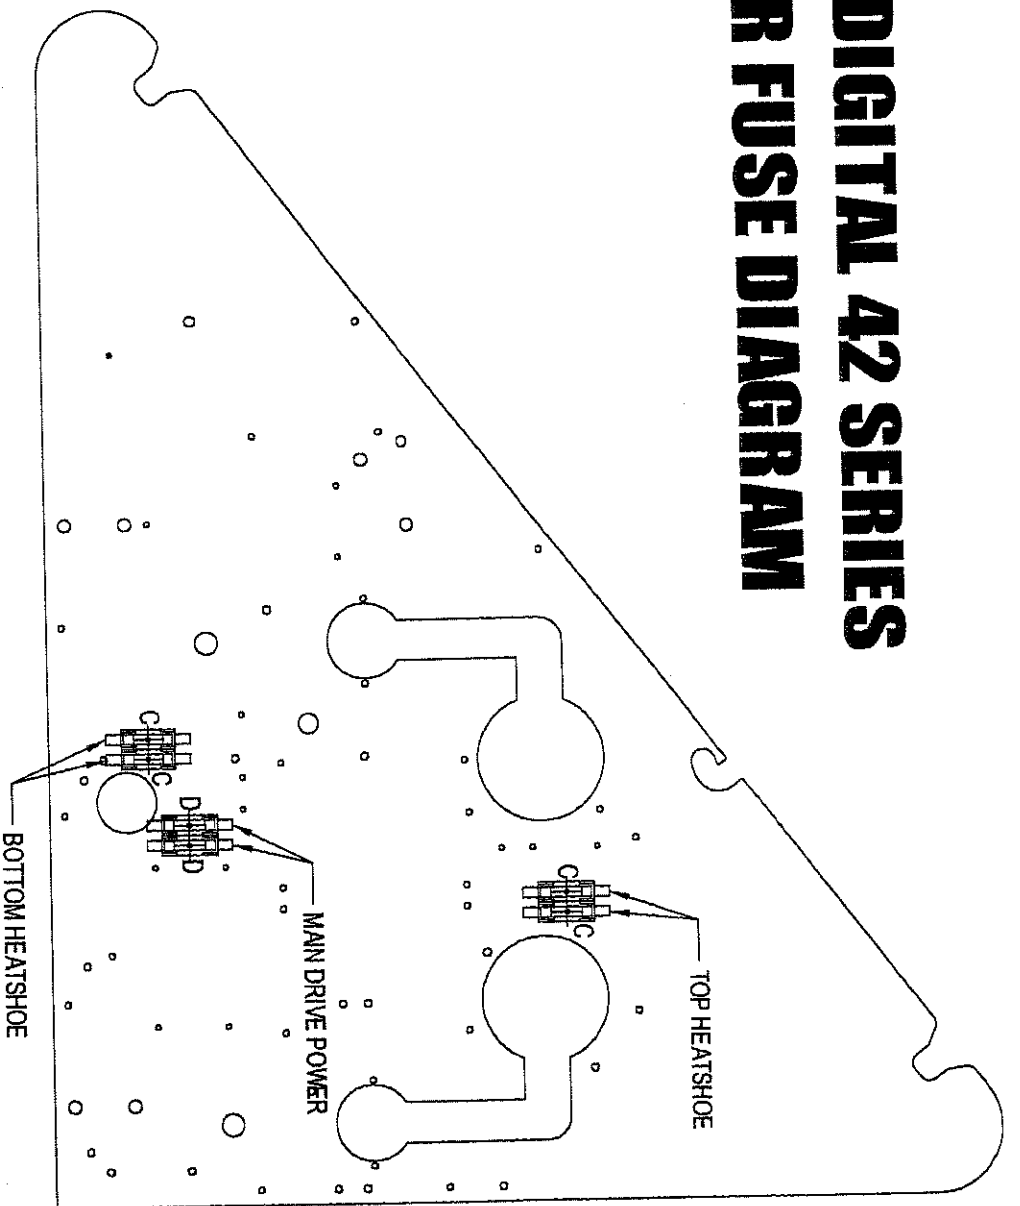 DIGITAL 42 SERIES
R FUSE DIAGRAM
C
C
TOP HEATSHOE
D
D
MAIN DRIVE POWER
C
C
BOTTOM HEATSHOE